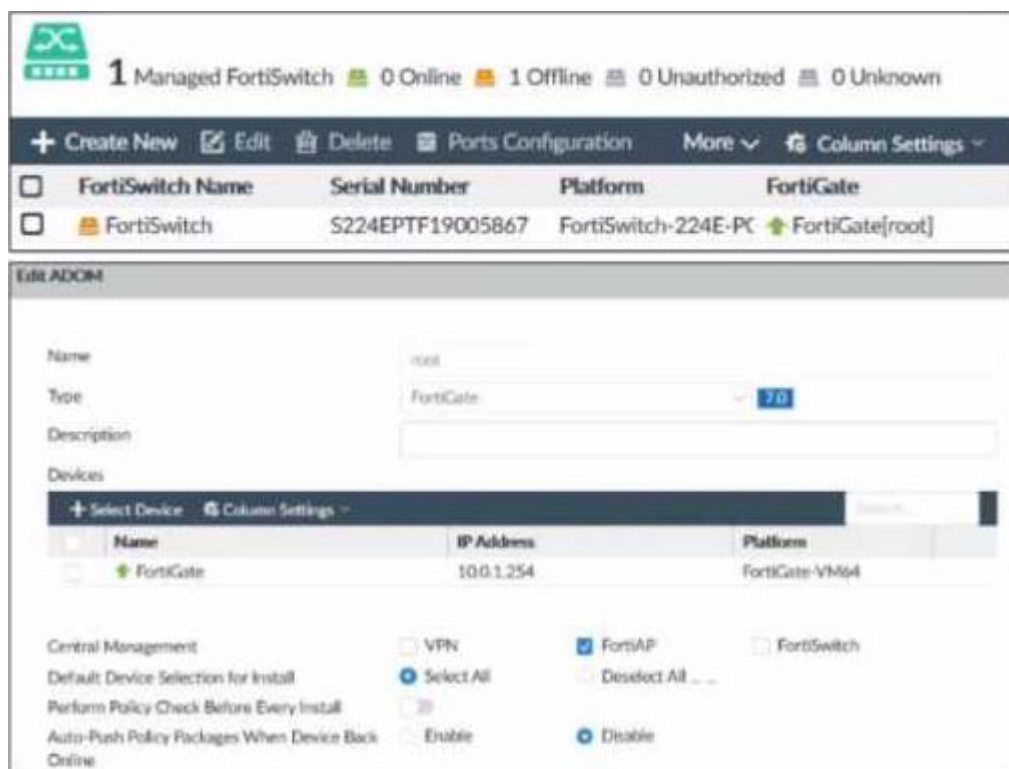 1 Managed FortiSwitch 0 Online 1 Offline 0 Unauthorized 0 Unknown
Create New Edit Delete Ports Configuration More Column Settings
FortiSwitch Name Serial Number Platform FortiGate
FortiSwitch S224EPTF19005867 FortiSwitch-224E-PC FortiGate[root]
Edit ADOM
Name root
Type FortiGate 7.0
Description
Devices
Select Device Column Settings
Name IP Address Platform
FortiGate 10.0.1.254 FortiGate-VM64
Central Management VPN FortiAP FortiSwitch
Default Device Selection for Install Select All Deselect All
Perform Policy Check Before Every Install
Auto-Push Policy Packages When Device Back Enable Disable
Online